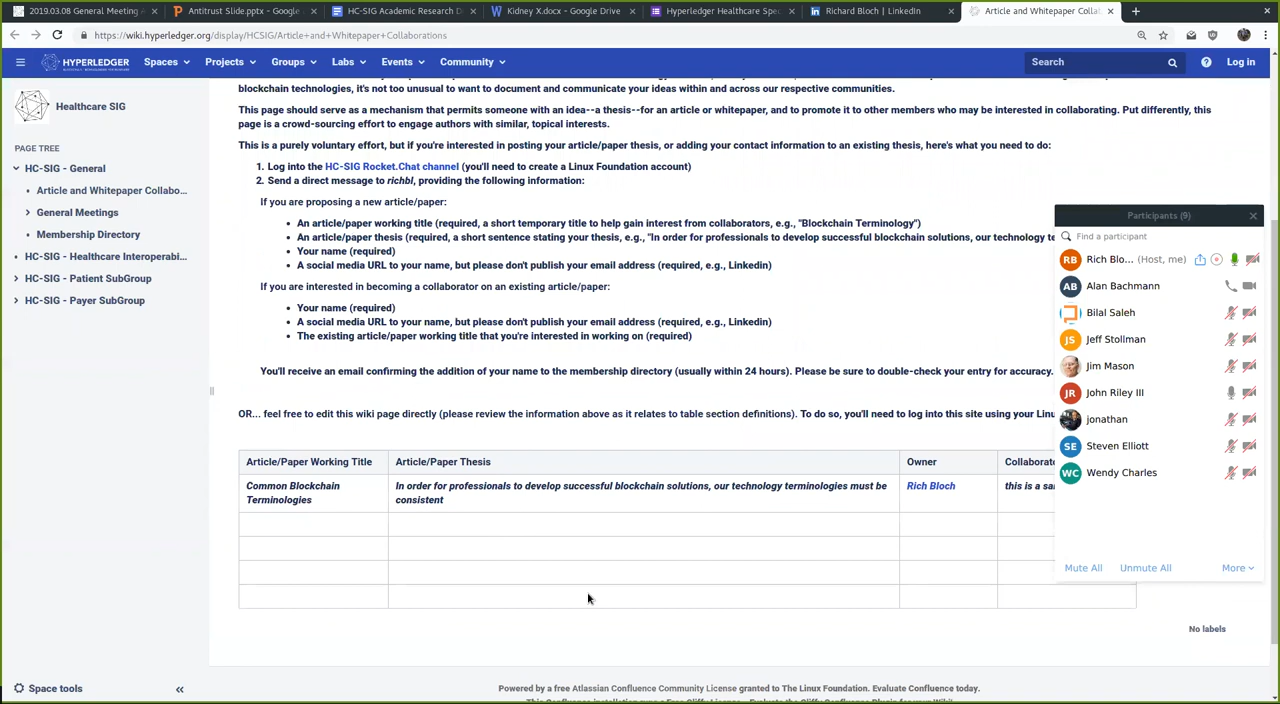 2019.03.08 General Meeting A
Antitrust Slide.pptx - Google
HC-SIG Academic Research D
Kidney X.docx - Google Drive
Hyperledger Healthcare Spec
Richard Bloch | LinkedIn
Article and Whitepaper Collab
https://wiki.hyperledger.org/display/HCSIG/Article+and+Whitepaper+Collaborations
HYPERLEDGER
Spaces
Projects
Groups
Labs
Events
Community
Search
Log in
Healthcare SIG
PAGE TREE
HC-SIG - General
Article and Whitepaper Collabo...
General Meetings
Membership Directory
HC-SIG - Healthcare Interoperabi...
HC-SIG - Patient SubGroup
HC-SIG - Payer SubGroup
Space tools
blockchain technologies, it's not too unusual to want to document and communicate your ideas within and across our respective communities.
This page should serve as a mechanism that permits someone with an idea--a thesis--for an article or whitepaper, and to promote it to other members who may be interested in collaborating. Put differently, this
page is a crowd-sourcing effort to engage authors with similar, topical interests.
This is a purely voluntary effort, but if you're interested in posting your article/paper thesis, or adding your contact information to an existing thesis, here's what you need to do:
1. Log into the HC-SIG Rocket.Chat channel (you'll need to create a Linux Foundation account)
2. Send a direct message to richbl, providing the following information:
If you are proposing a new article/paper:
• An article/paper working title (required, a short temporary title to help gain interest from collaborators, e.g., "Blockchain Terminology")
• An article/paper thesis (required, a short sentence stating your thesis, e.g., "In order for professionals to develop successful blockchain solutions, our technology te
• Your name (required)
• A social media URL to your name, but please don't publish your email address (required, e.g., Linkedin)
If you are interested in becoming a collaborator on an existing article/paper:
• Your name (required)
• A social media URL to your name, but please don't publish your email address (required, e.g., Linkedin)
• The existing article/paper working title that you're interested in working on (required)
You'll receive an email confirming the addition of your name to the membership directory (usually within 24 hours). Please be sure to double-check your entry for accuracy.
OR... feel free to edit this wiki page directly (please review the information above as it relates to table section definitions). To do so, you'll need to log into this site using your Linu
Article/Paper Working Title
Article/Paper Thesis
Owner
Collaborato
Common Blockchain
Terminologies
In order for professionals to develop successful blockchain solutions, our technology terminologies must be
consistent
Rich Bloch
this is a sa
No labels
Powered by a free Atlassian Confluence Community License granted to The Linux Foundation. Evaluate Confluence today.
Participants (9)
Find a participant
RB Rich Blo... (Host, me)
AB Alan Bachmann
Bilal Saleh
JS Jeff Stollman
Jim Mason
JR John Riley III
jonathan
SE Steven Elliott
WC Wendy Charles
Mute All
Unmute All
More